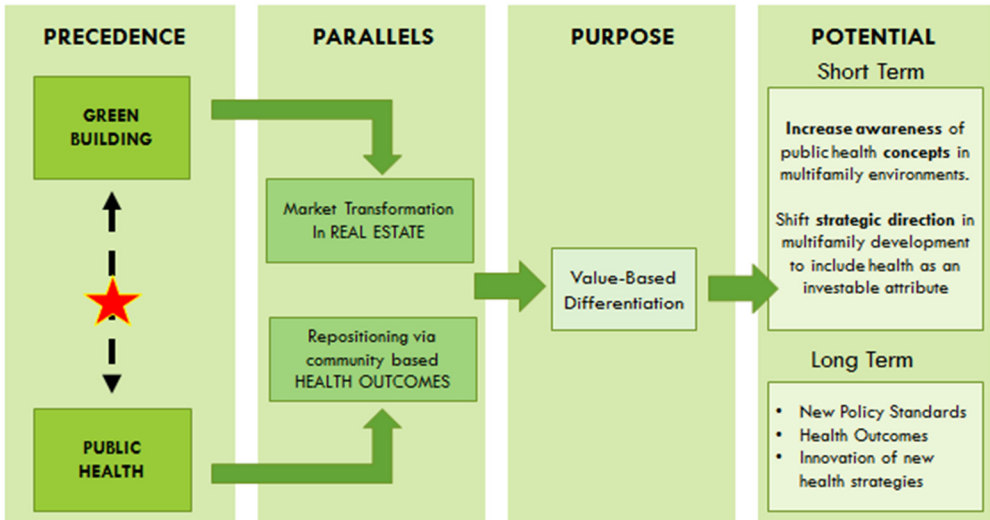 PRECEDENCE
GREEN
BUILDING
PUBLIC
HEALTH
PARALLELS
Market Transformation
In REAL ESTATE
Repositioning via
community based
HEALTH OUTCOMES
PURPOSE
Value-Based
Differentiation
POTENTIAL
Short Term
Increase awareness of
public health concepts in
multifamily environments.
Shift strategic direction in
multifamily development
to include health as an
investable attribute
Long Term
• New Policy Standards
• Health Outcomes
• Innovation of new
health strategies